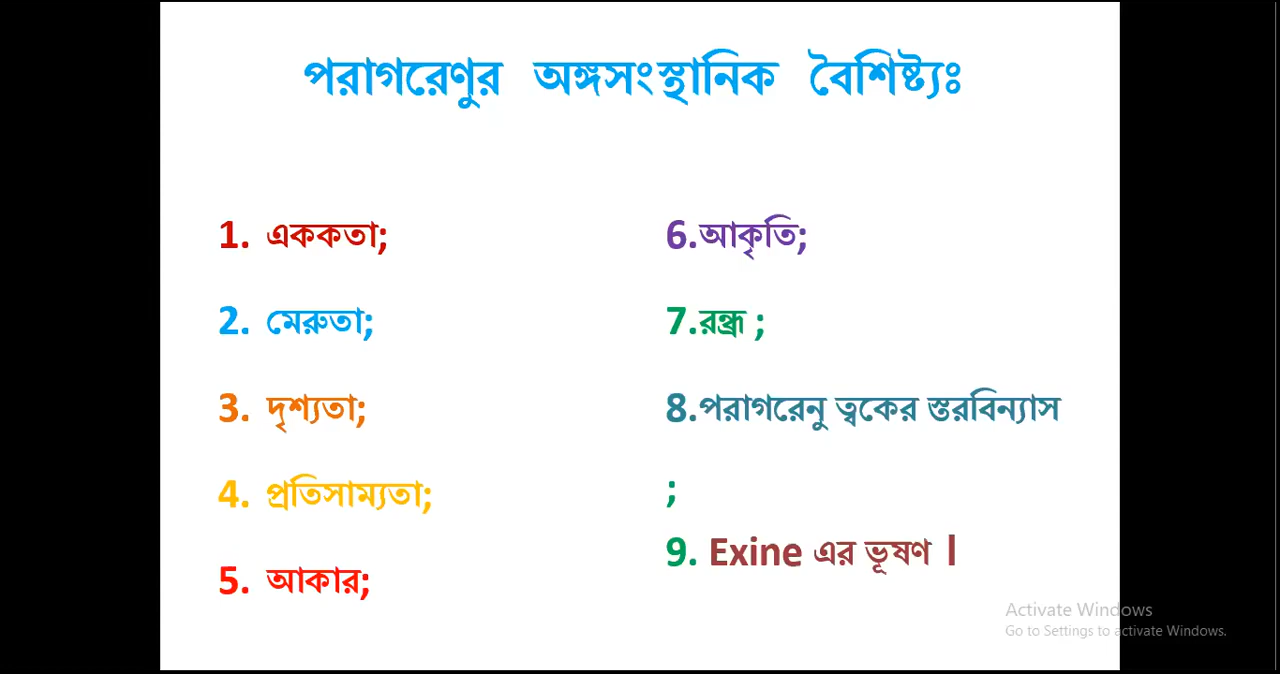 পরাগরেণুর অঙ্গসংস্থানিক বৈশিষ্ট্যঃ
1. এককতা;
2. মেরুতা;
3. দৃশ্যতা;
4. প্রতিসাম্যতা;
5. আকার;
6.আকৃতি;
7.রন্ধ্র ;
8.পরাগরেনু ত্বকের স্তরবিন্যাস
;
9. Exine এর ভূষণ ।
Activate Windows
Go to Settings to activate Windows.